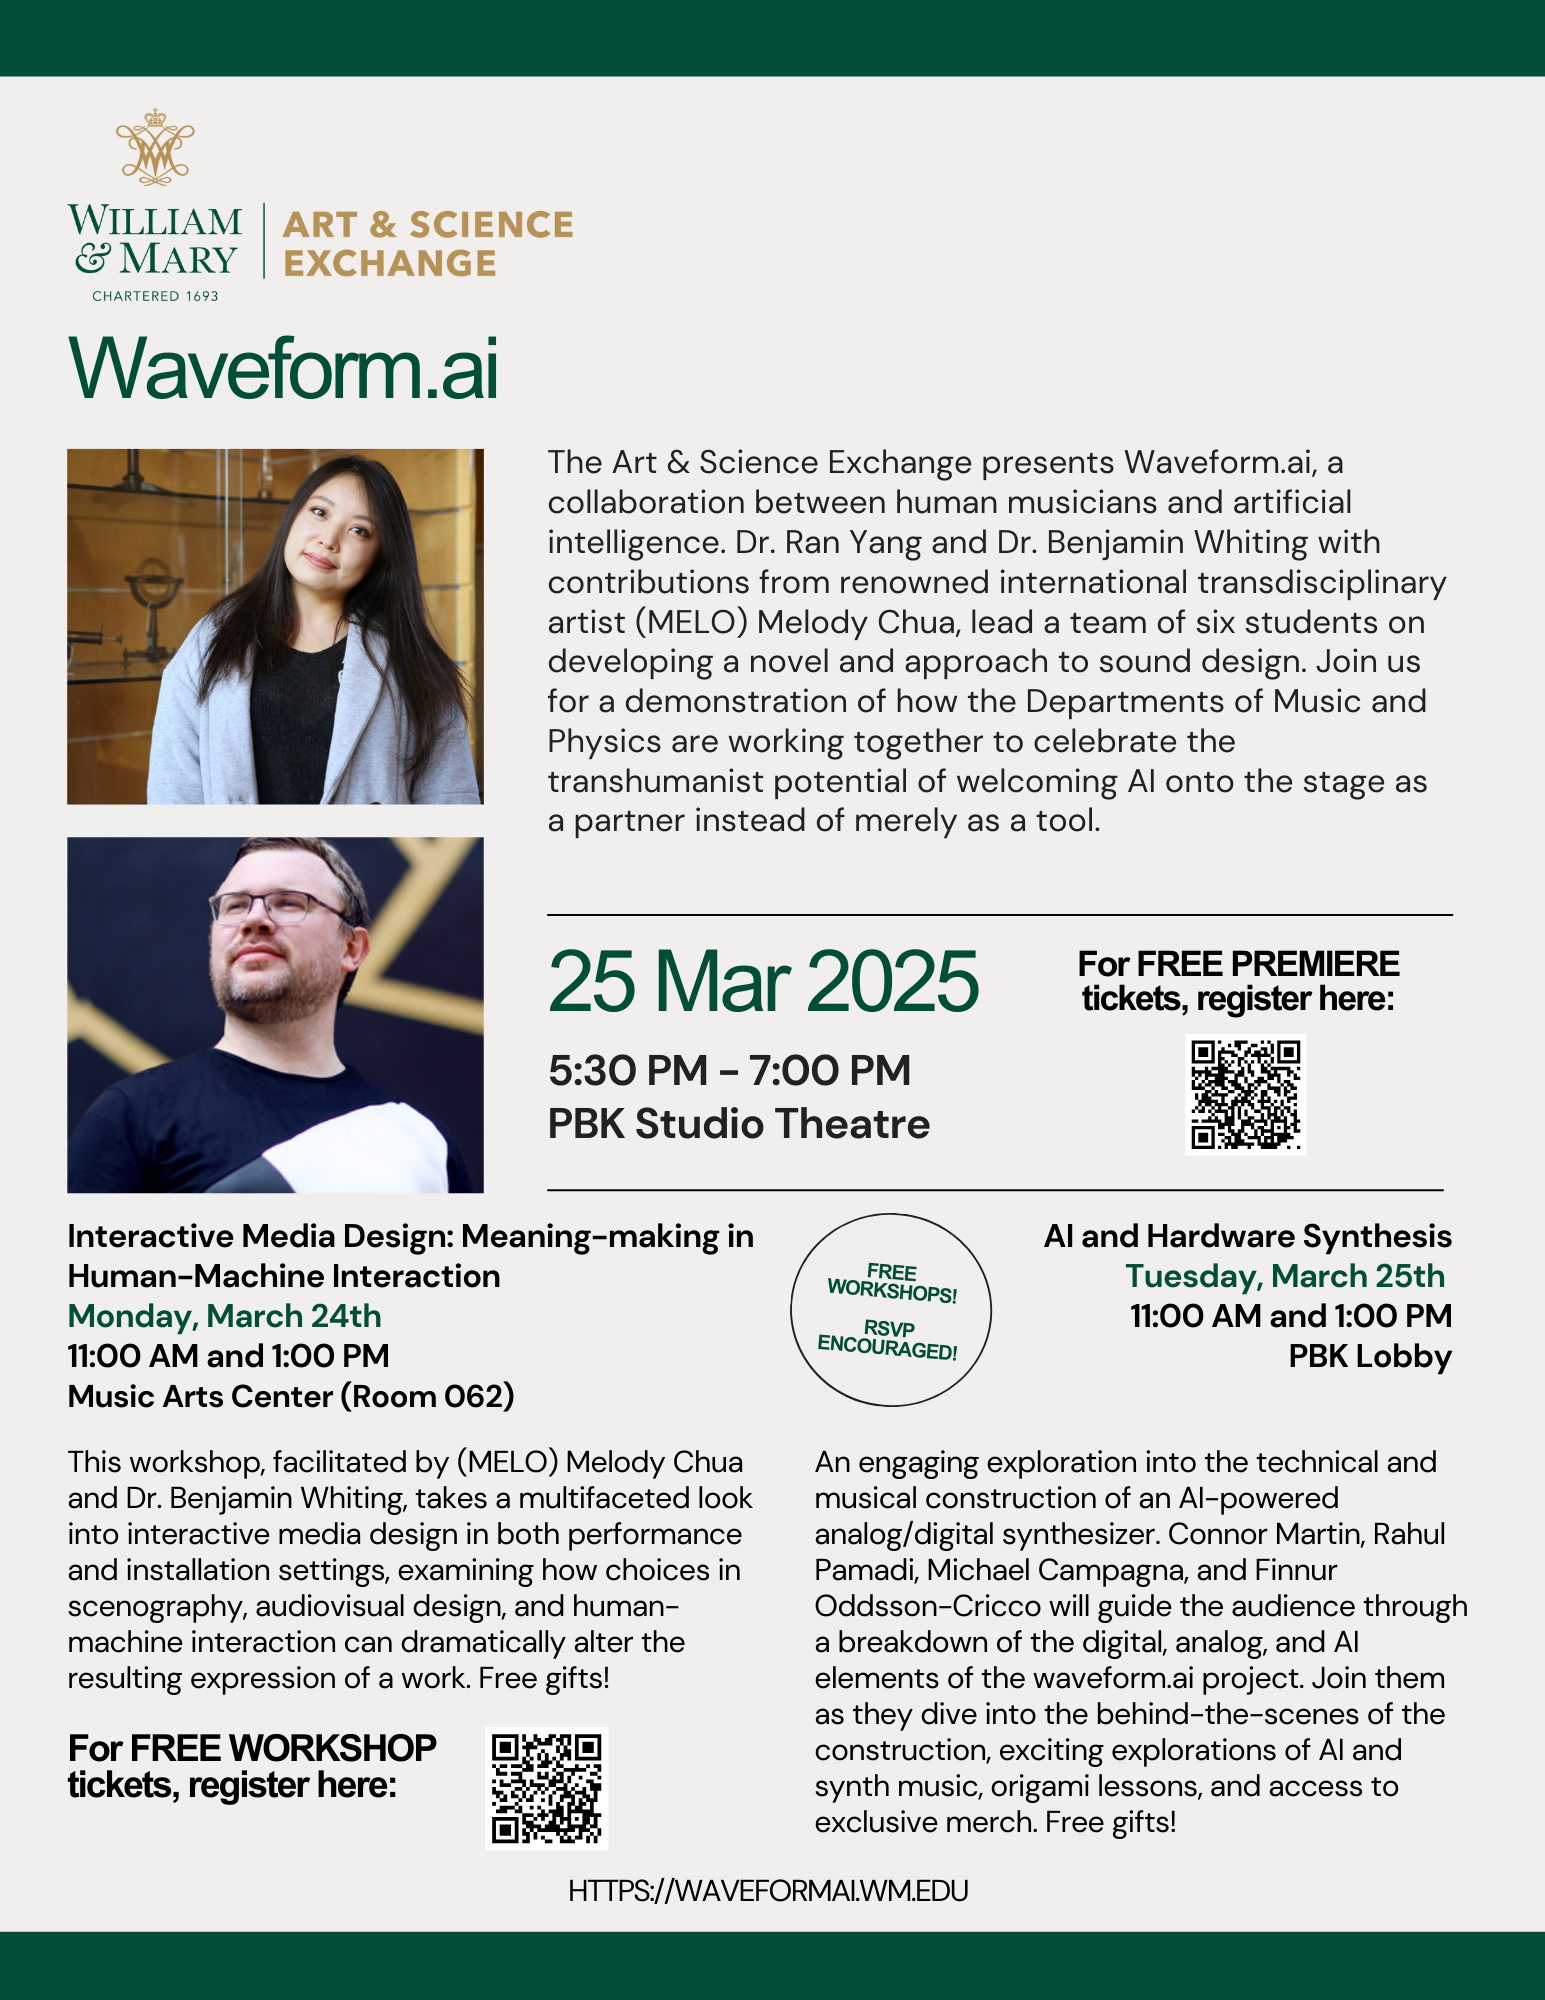 WILLIAM
& MARY
CHARTERED 1693
ART & SCIENCE
EXCHANGE
Waveform.ai
The Art & Science Exchange presents Waveform.ai, a
collaboration between human musicians and artificial
intelligence. Dr. Ran Yang and Dr. Benjamin Whiting with
contributions from renowned international transdisciplinary
artist (MELO) Melody Chua, lead a team of six students on
developing a novel and approach to sound design. Join us
for a demonstration of how the Departments of Music and
Physics are working together to celebrate the
transhumanist potential of welcoming AI onto the stage as
a partner instead of merely as a tool.
25 Mar 2025
5:30 PM - 7:00 PM
PBK Studio Theatre
For FREE PREMIERE
tickets, register here:
Interactive Media Design: Meaning-making in
Human-Machine Interaction
Monday, March 24th
11:00 AM and 1:00 PM
Music Arts Center (Room 062)
FREE
WORKSHOPS!
RSVP
ENCOURAGED!
AI and Hardware Synthesis
Tuesday, March 25th
11:00 AM and 1:00 PM
PBK Lobby
This workshop, facilitated by (MELO) Melody Chua
and Dr. Benjamin Whiting, takes a multifaceted look
into interactive media design in both performance
and installation settings, examining how choices in
scenography, audiovisual design, and human-
machine interaction can dramatically alter the
resulting expression of a work. Free gifts!
For FREE WORKSHOP
tickets, register here:
An engaging exploration into the technical and
musical construction of an AI-powered
analog/digital synthesizer. Connor Martin, Rahul
Pamadi, Michael Campagna, and Finnur
Oddsson-Cricco will guide the audience through
a breakdown of the digital, analog, and AI
elements of the waveform.ai project. Join them
as they dive into the behind-the-scenes of the
construction, exciting explorations of AI and
synth music, origami lessons, and access to
exclusive merch. Free gifts!
HTTPS://WAVEFORMAI.WM.EDU